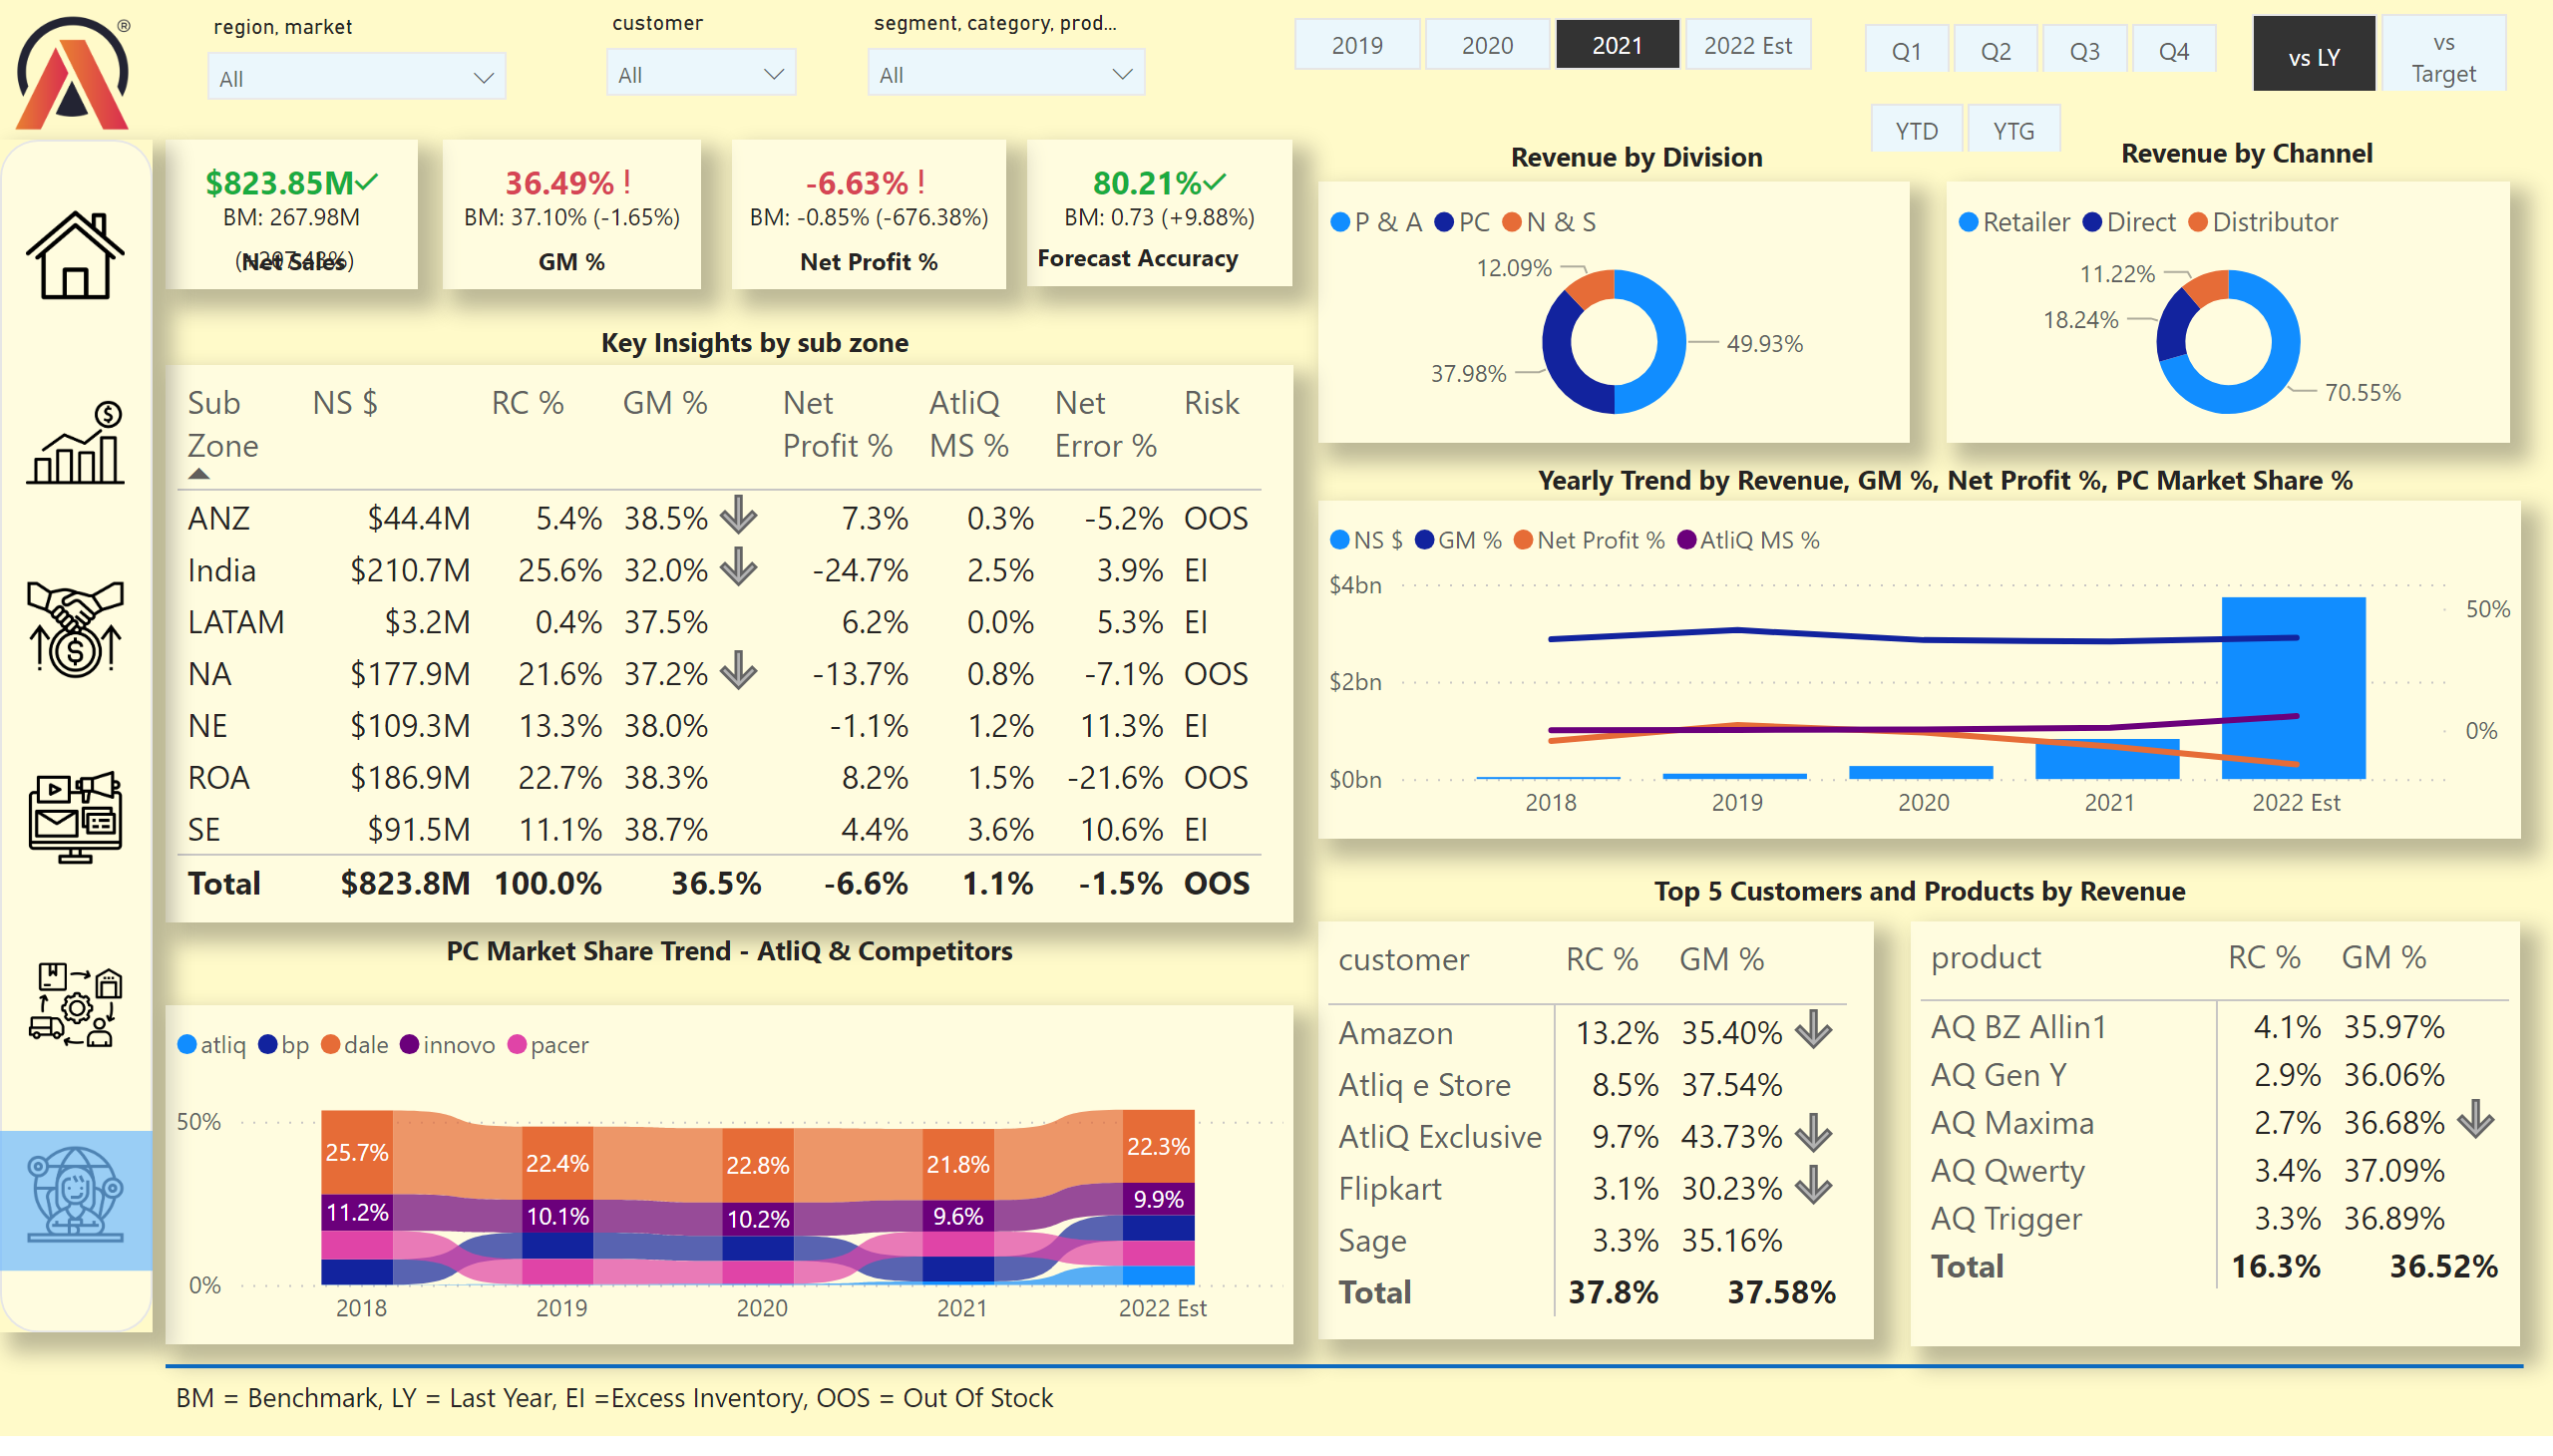 ®
region, market
All
customer
All
segment, category, prod...
All
2019 2020 2021 2022 Est
Q1 Q2 Q3 Q4
YTD YTG
vs LY
vs
Target
$823.85M
BM: 267.98M
(+207.43%)
Net Sales
36.49% !
BM: 37.10% (-1.65%)
GM %
-6.63% !
BM: -0.85% (-676.38%)
Net Profit %
80.21%
BM: 0.73 (+9.88%)
Forecast Accuracy
Revenue by Division
P & A PC N & S
12.09%
49.93%
37.98%
Revenue by Channel
Retailer Direct Distributor
11.22%
18.24%
70.55%
Key Insights by sub zone
Sub Zone NS $ RC % GM % Net Profit % AtliQ MS % Net Error % Risk
ANZ $44.4M 5.4% 38.5% 7.3% 0.3% -5.2% OOS
India $210.7M 25.6% 32.0% -24.7% 2.5% 3.9% EI
LATAM $3.2M 0.4% 37.5% 6.2% 0.0% 5.3% EI
NA $177.9M 21.6% 37.2% -13.7% 0.8% -7.1% OOS
NE $109.3M 13.3% 38.0% -1.1% 1.2% 11.3% EI
ROA $186.9M 22.7% 38.3% 8.2% 1.5% -21.6% OOS
SE $91.5M 11.1% 38.7% 4.4% 3.6% 10.6% EI
Total $823.8M 100.0% 36.5% -6.6% 1.1% -1.5% OOS
Yearly Trend by Revenue, GM %, Net Profit %, PC Market Share %
NS $ GM % Net Profit % AtliQ MS %
$4bn
$2bn
$0bn
50%
0%
2018 2019 2020 2021 2022 Est
PC Market Share Trend - AtliQ & Competitors
atliq bp dale innovo pacer
50%
0%
25.7% 22.4% 22.8% 21.8% 22.3%
11.2% 10.1% 10.2% 9.6% 9.9%
2018 2019 2020 2021 2022 Est
Top 5 Customers and Products by Revenue
customer RC % GM %
Amazon 13.2% 35.40%
Atliq e Store 8.5% 37.54%
AtliQ Exclusive 9.7% 43.73%
Flipkart 3.1% 30.23%
Sage 3.3% 35.16%
Total 37.8% 37.58%
product RC % GM %
AQ BZ Allin1 4.1% 35.97%
AQ Gen Y 2.9% 36.06%
AQ Maxima 2.7% 36.68%
AQ Qwerty 3.4% 37.09%
AQ Trigger 3.3% 36.89%
Total 16.3% 36.52%
BM = Benchmark, LY = Last Year, EI =Excess Inventory, OOS = Out Of Stock